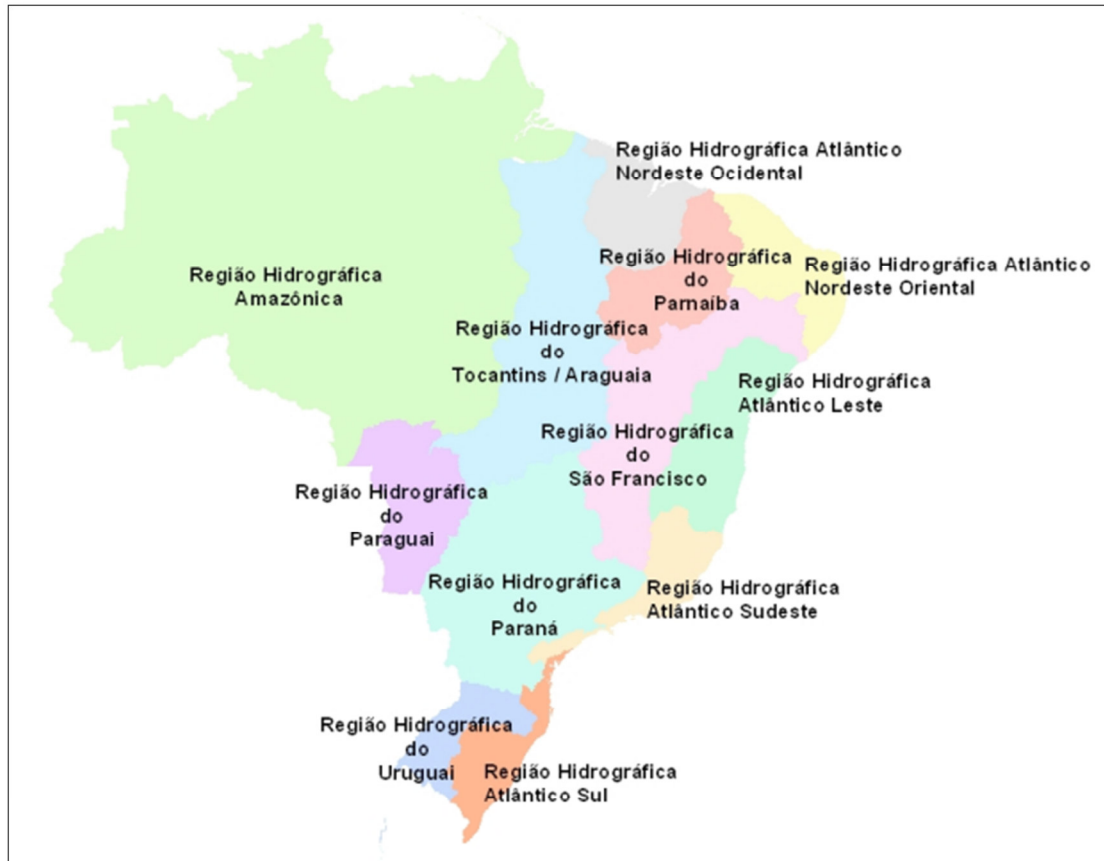 Região Hidrográfica Atlântico
Nordeste Ocidental
Região Hidrográfica
do
Parnaíba
Região Hidrográfica Atlântico
Nordeste Oriental
Região Hidrográfica
Amazônica
Região Hidrográfica
do
Tocantins / Araguaia
Região Hidrográfica
Atlântico Leste
Região Hidrográfica
do
São Francisco
Região Hidrográfica
do
Paraguai
Região Hidrográfica
do
Paraná
Região Hidrográfica
Atlântico Sudeste
Região Hidrográfica
do
Uruguai
Região Hidrográfica
Atlântico Sul